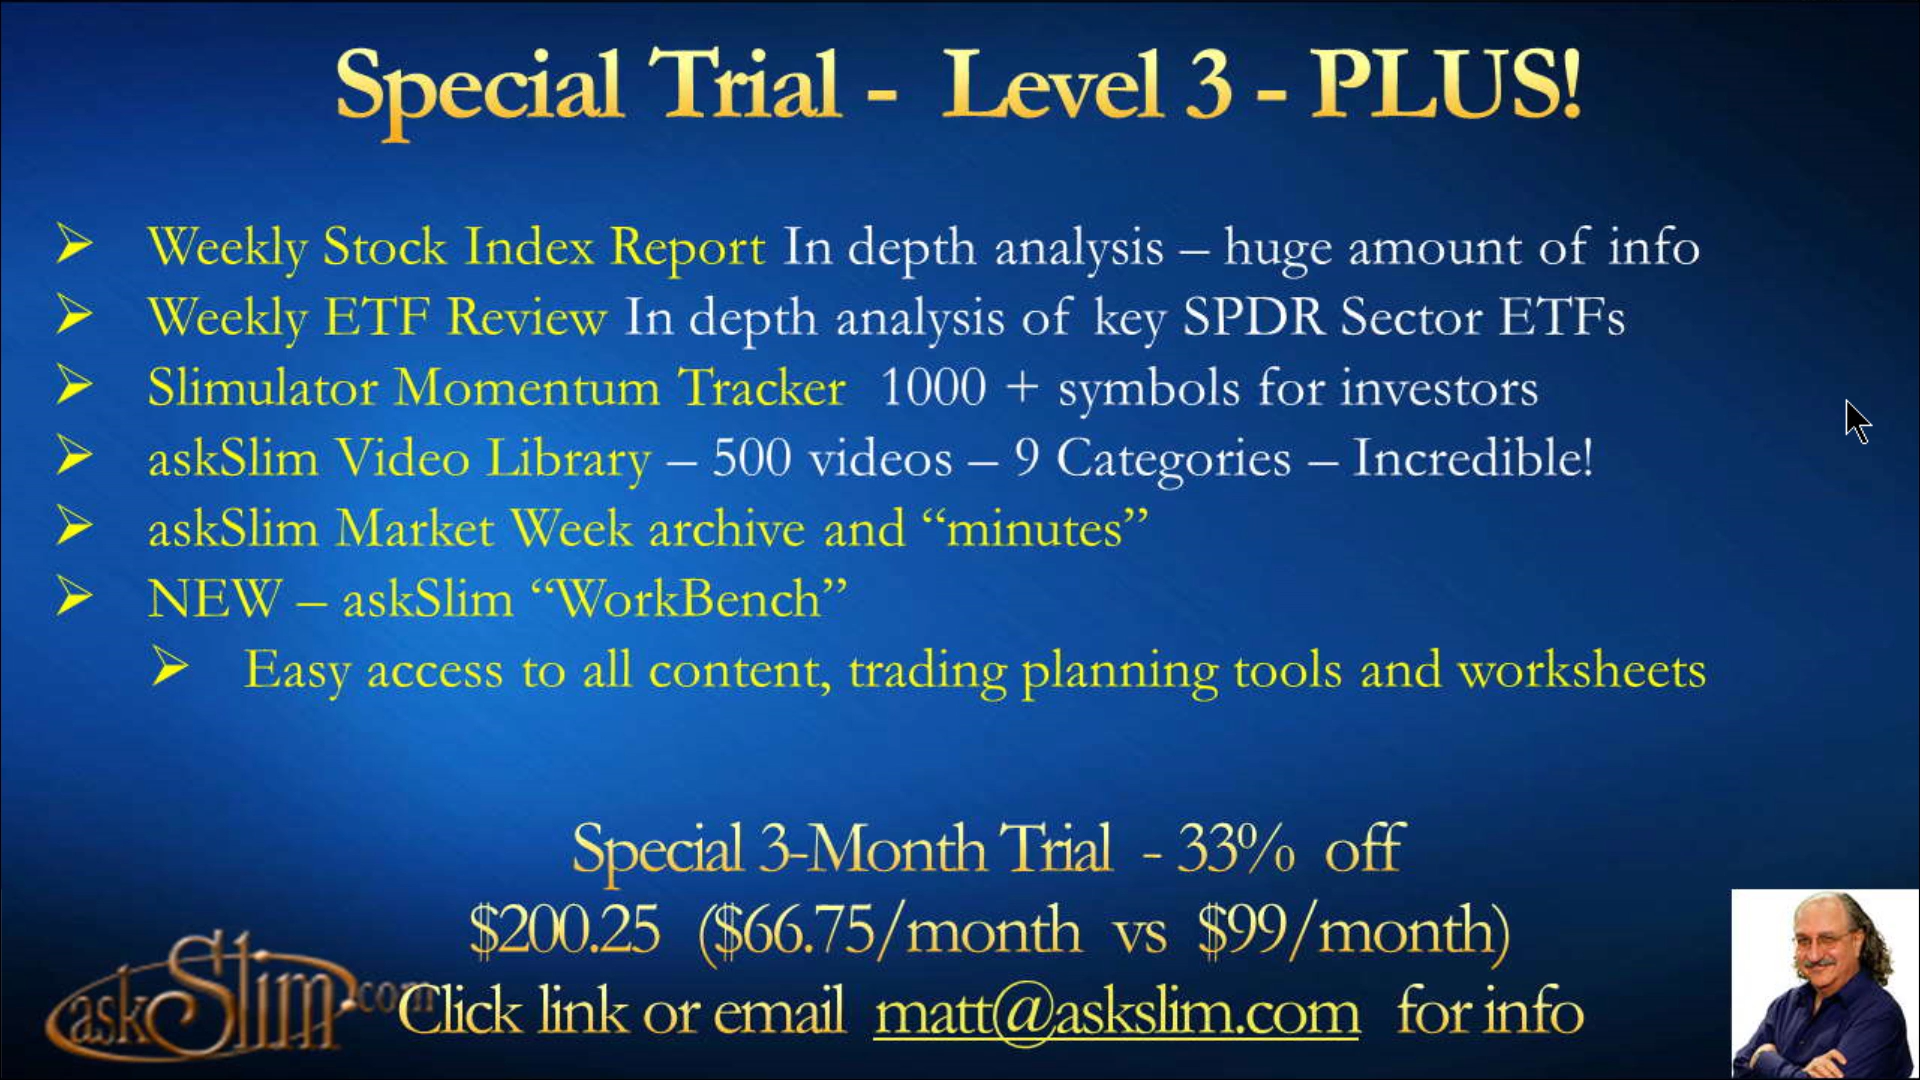 Special Trial - Level 3 - PLUS!
Weekly Stock Index Report In depth analysis – huge amount of info
Weekly ETF Review In depth analysis of key SPDR Sector ETFs
Slimulator Momentum Tracker 1000 + symbols for investors
askSlim Video Library – 500 videos – 9 Categories – Incredible!
askSlim Market Week archive and “minutes”
NEW – askSlim “WorkBench”
Easy access to all content, trading planning tools and worksheets
Special 3-Month Trial - 33% off
$200.25 ($66.75/month vs $99/month)
Click link or email matt@askslim.com for info
askSlim.com